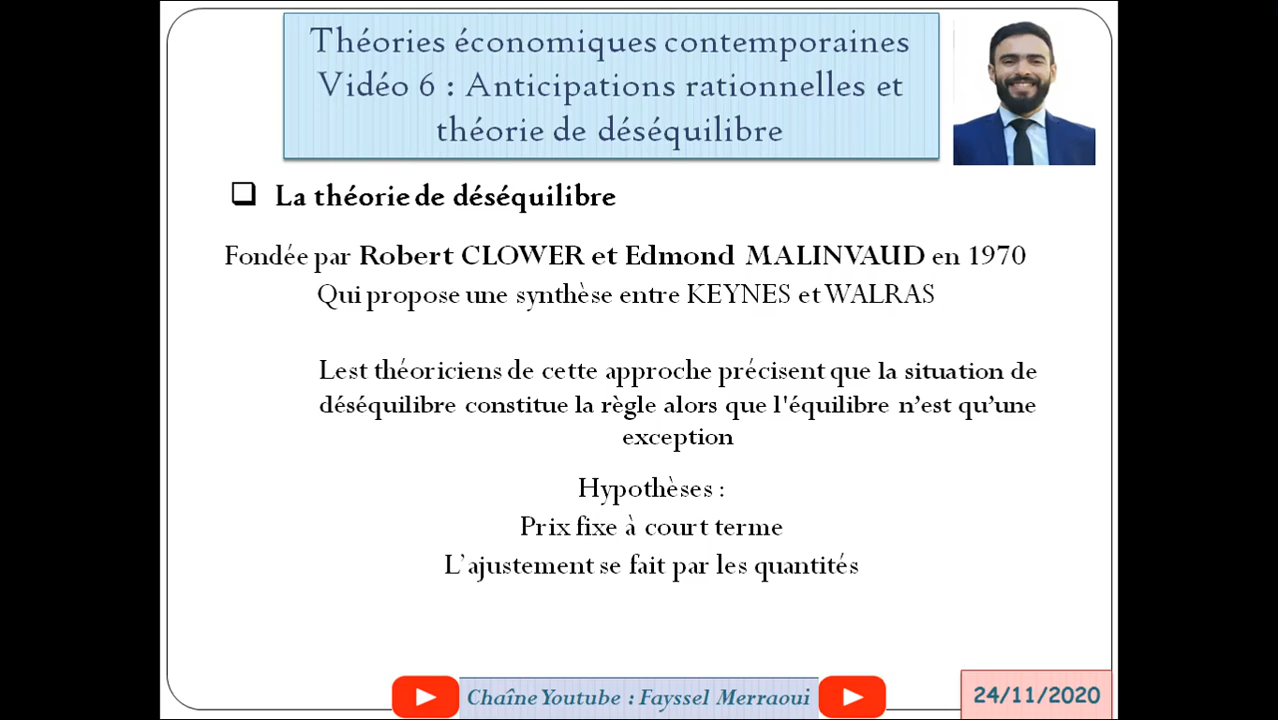 Théories économiques contemporaines
Vidéo 6 : Anticipations rationnelles et
théorie de déséquilibre
La théorie de déséquilibre
Fondée par Robert CLOWER et Edmond MALINVAUD en 1970
Qui propose une synthèse entre KEYNES et WALRAS
Lest théoriciens de cette approche précisent que la situation de
déséquilibre constitue la règle alors que l'équilibre n’est qu’une
exception
Hypothèses :
Prix fixe à court terme
L’ajustement se fait par les quantités
Chaîne Youtube : Fayssel Merraoui
24/11/2020